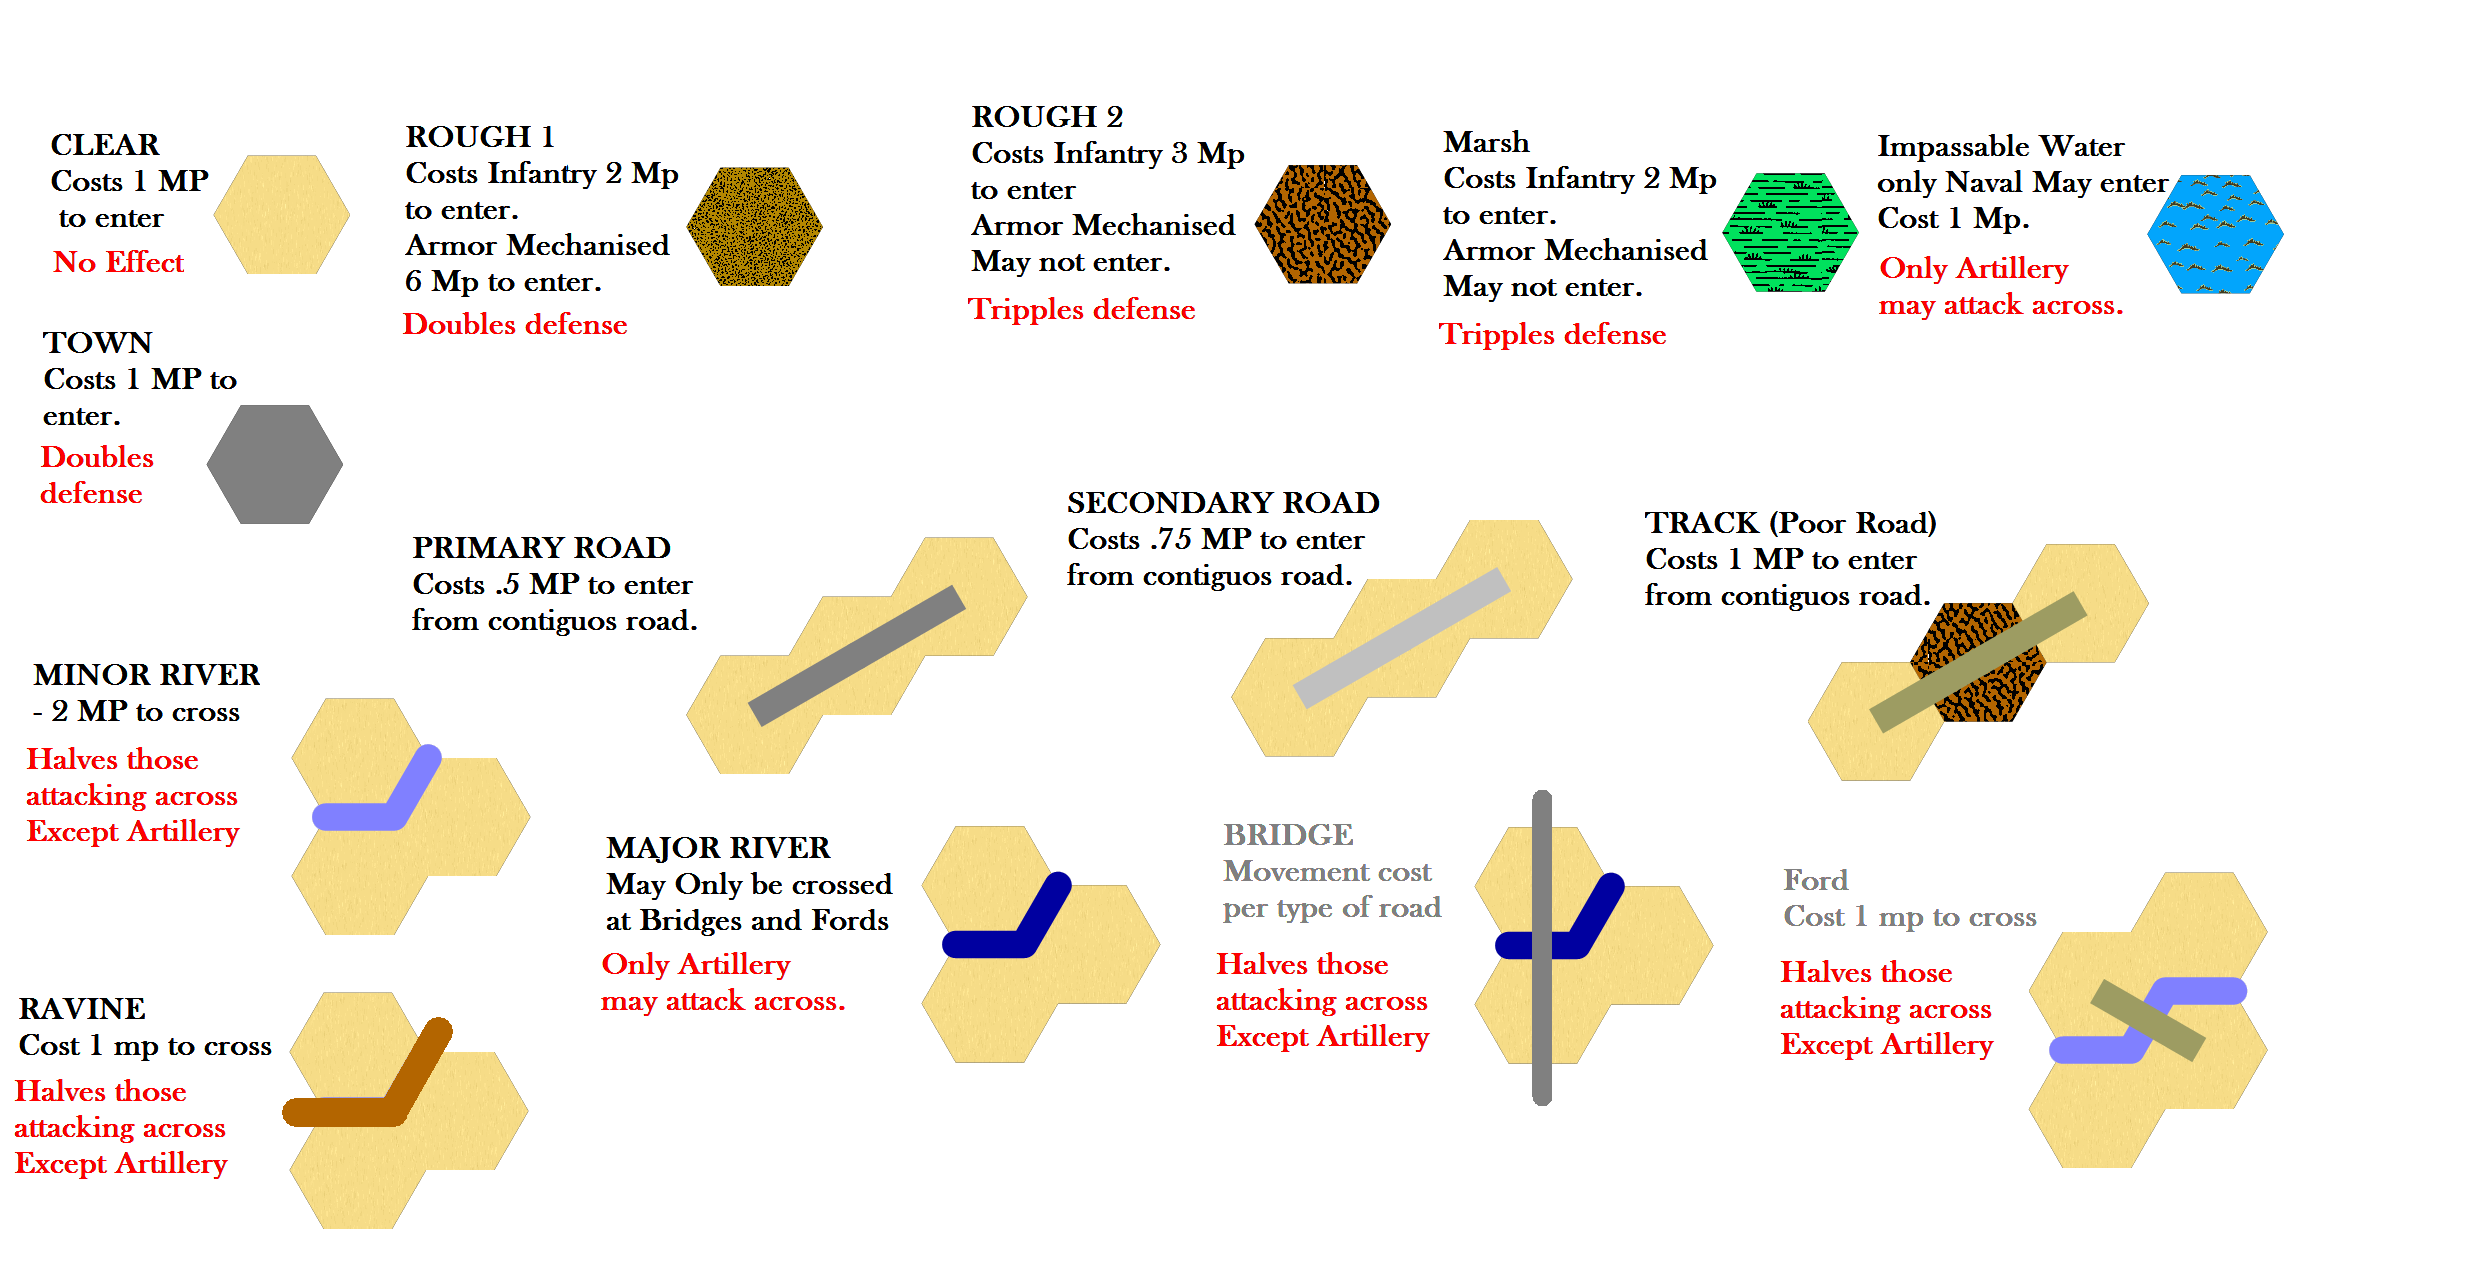 CLEAR
Costs 1 MP
to enter
No Effect
ROUGH 1
Costs Infantry 2 Mp
to enter.
Armor Mechanised
6 Mp to enter.
Doubles defense
ROUGH 2
Costs Infantry 3 Mp
to enter
Armor Mechanised
May not enter.
Tripples defense
Marsh
Costs Infantry 2 Mp
to enter.
Armor Mechanised
May not enter.
Tripples defense
Impassable Water
only Naval May enter
Cost 1 Mp.
Only Artillery
may attack across.
TOWN
Costs 1 MP to
enter.
Doubles
defense
PRIMARY ROAD
Costs .5 MP to enter
from contiguos road.
SECONDARY ROAD
Costs .75 MP to enter
from contiguos road.
TRACK (Poor Road)
Costs 1 MP to enter
from contiguos road.
MINOR RIVER
- 2 MP to cross
Halves those
attacking across
Except Artillery
MAJOR RIVER
May Only be crossed
at Bridges and Fords
Only Artillery
may attack across.
BRIDGE
Movement cost
per type of road
Halves those
attacking across
Except Artillery
Ford
Cost 1 mp to cross
Halves those
attacking across
Except Artillery
RAVINE
Cost 1 mp to cross
Halves those
attacking across
Except Artillery